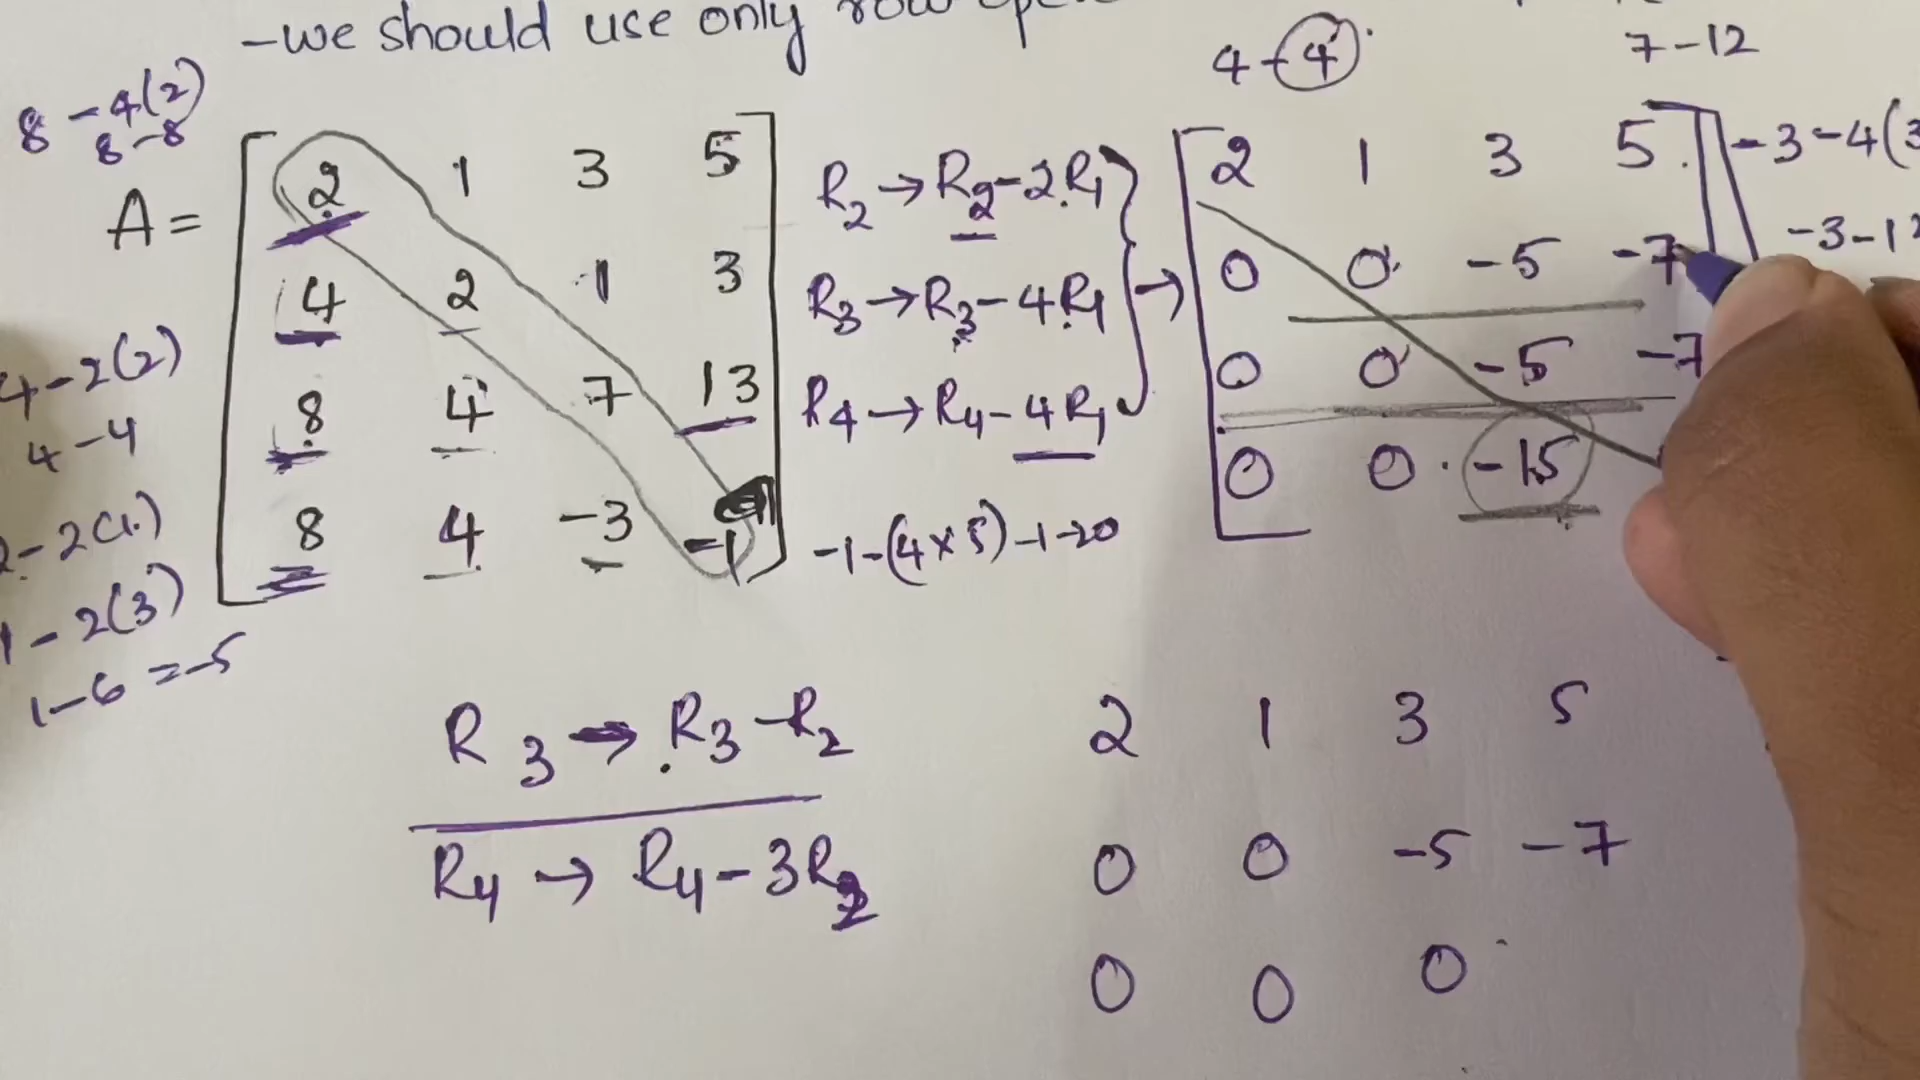 -we should use only row
4-4
7-12
8-4(2)
8-8
A=
2 1 3 5
4 2 1 3
8 4 7 13
8 4 -3 -1
R2→R2-2R1
R3→R3-4R1
R4→R4-4R1
→
2 1 3 5
0 0 -5 -7
0 0 -5 -7
0 0 -15
-3-4(3
-3-12
4-2(2)
4-4
2-2(1)
1-2(3)
1-6=-5
-1-(4×5)-1-20
R3→R3-R2
R4→R4-3R2
2 1 3 5
0 0 -5 -7
0 0 0